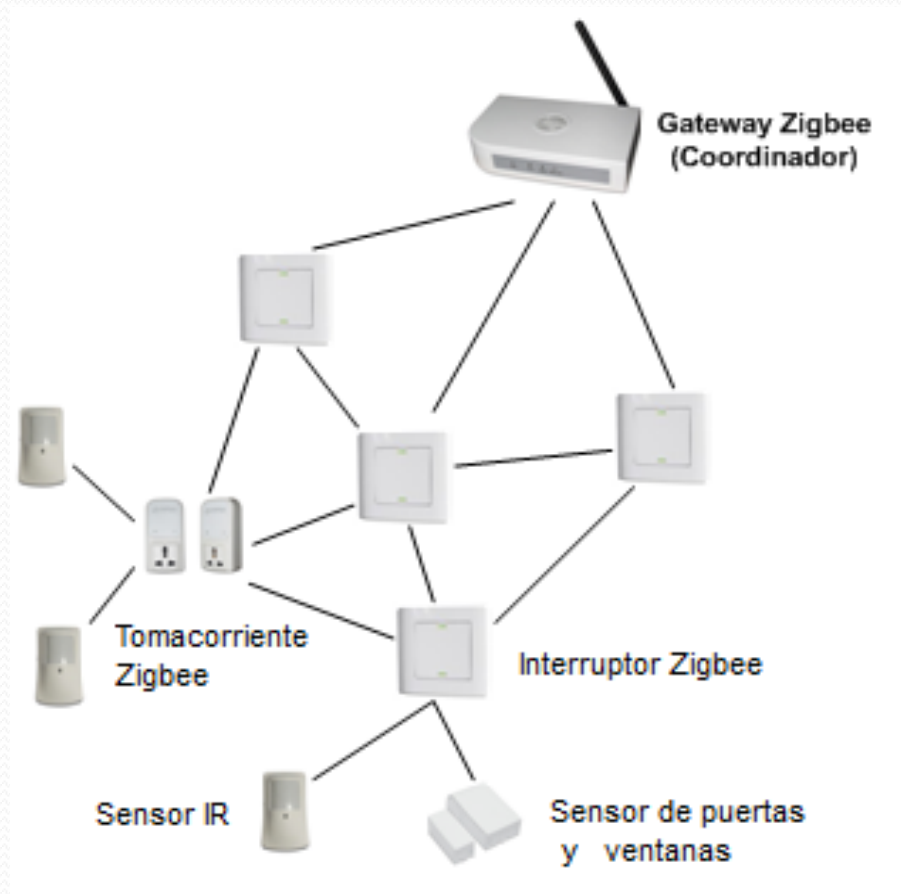 Gateway Zigbee
(Coordinador)
Tomacorriente
Zigbee
Interruptor Zigbee
Sensor IR
Sensor de puertas
y ventanas